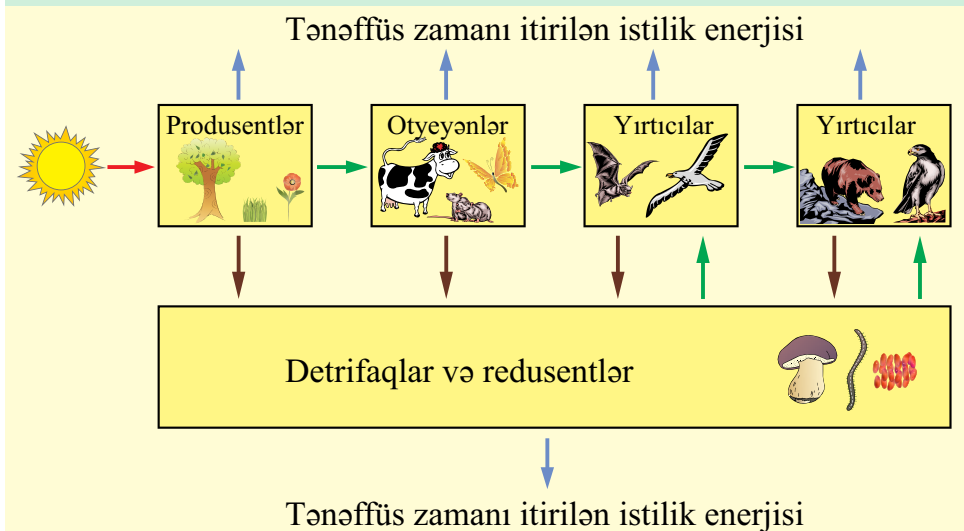 Tənəffüs zamanı itirilən istilik enerjisi
Produsentlər
Otyeyənlər
Yırtıcılar
Yırtıcılar
Detrifaqlar və redusentlər
Tənəffüs zamanı itirilən istilik enerjisi